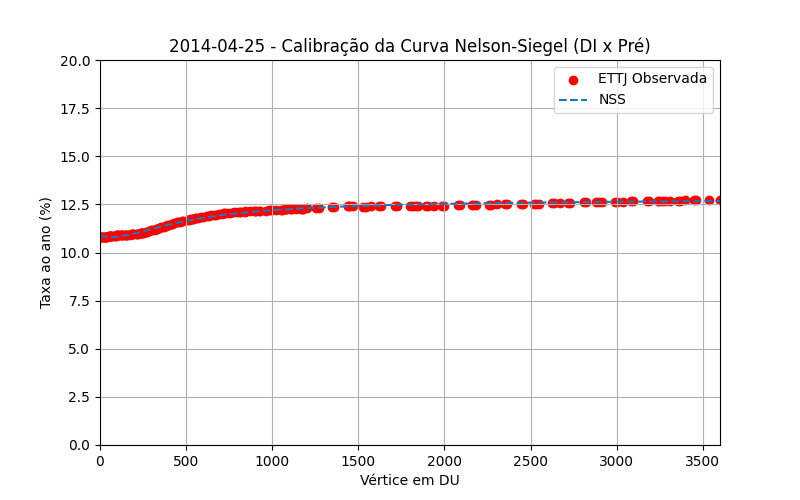 2014-04-25 - Calibração da Curva Nelson-Siegel (DI x Pré)
ETTJ Observada
NSS
Taxa ao ano (%)
20.0
17.5
15.0
12.5
10.0
7.5
5.0
2.5
0.0
0 500 1000 1500 2000 2500 3000 3500
Vértice em DU